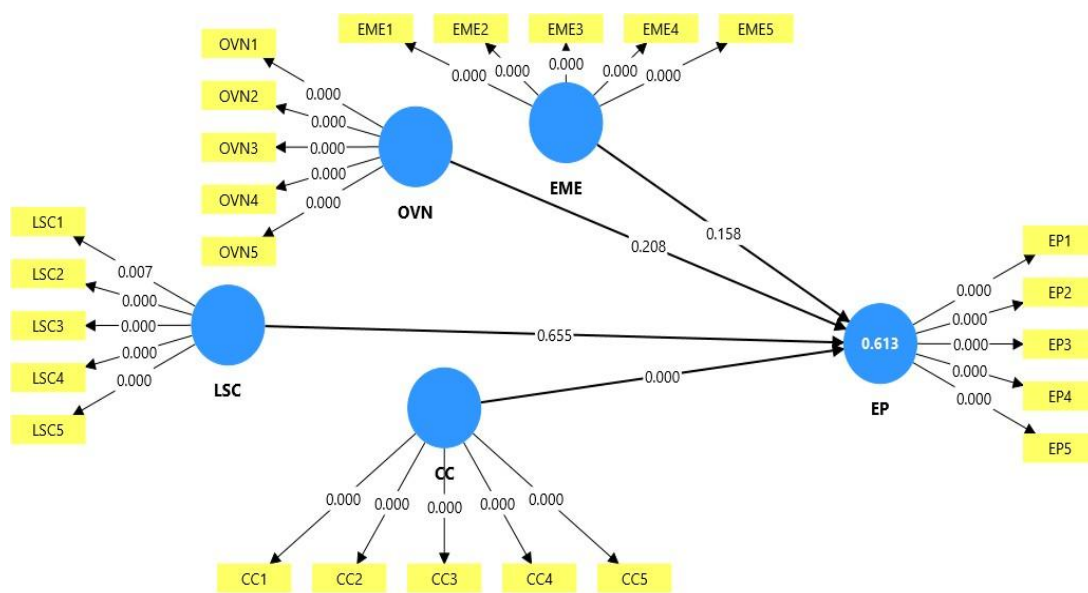 EME1
EME2
EME3
EME4
EME5
0.000
0.000
0.000
0.000
0.000
EME
OVN1
OVN2
OVN3
OVN4
OVN5
0.000
0.000
0.000
0.000
0.000
OVN
0.158
0.208
LSC1
LSC2
LSC3
LSC4
LSC5
0.007
0.000
0.000
0.000
0.000
LSC
0.655
0.000
0.613
EP
EP1
EP2
EP3
EP4
EP5
0.000
0.000
0.000
0.000
0.000
CC
0.000
0.000
0.000
0.000
0.000
CC1
CC2
CC3
CC4
CC5